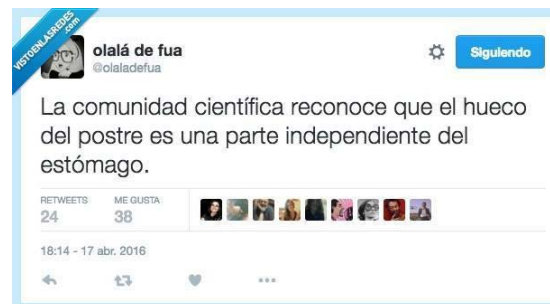 VISTOENLASREDES
.com
olalá de fua
@olaladefua
Siguiendo
La comunidad científica reconoce que el hueco
del postre es una parte independiente del
estómago.
RETWEETS ME GUSTA
24 38
18:14 - 17 abr. 2016